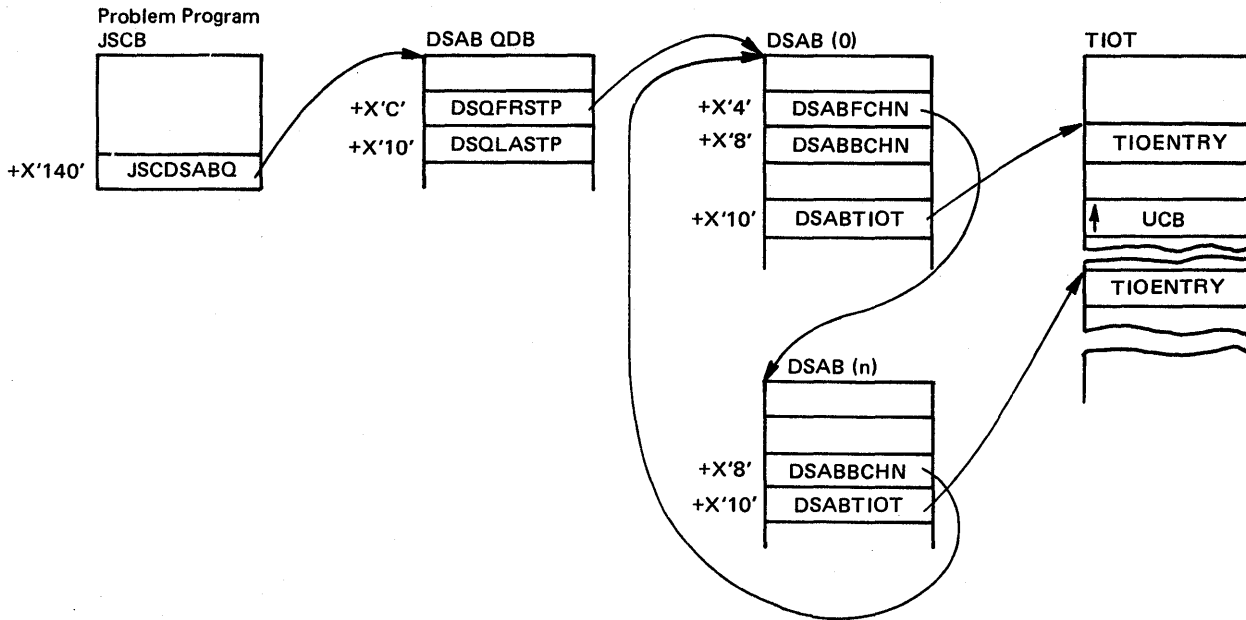 Problem Program
JSCB
+X'140'
JSCDSABQ
DSAB QDB
+X'C'
DSQFRSTP
+X'10'
DSQLASTP
DSAB (0)
+X'4'
DSABFCHN
+X'8'
DSABBCHN
+X'10'
DSABTIOT
TIOT
TIOENTRY
UCB
TIOENTRY
DSAB (n)
+X'8'
DSABBCHN
+X'10'
DSABTIOT